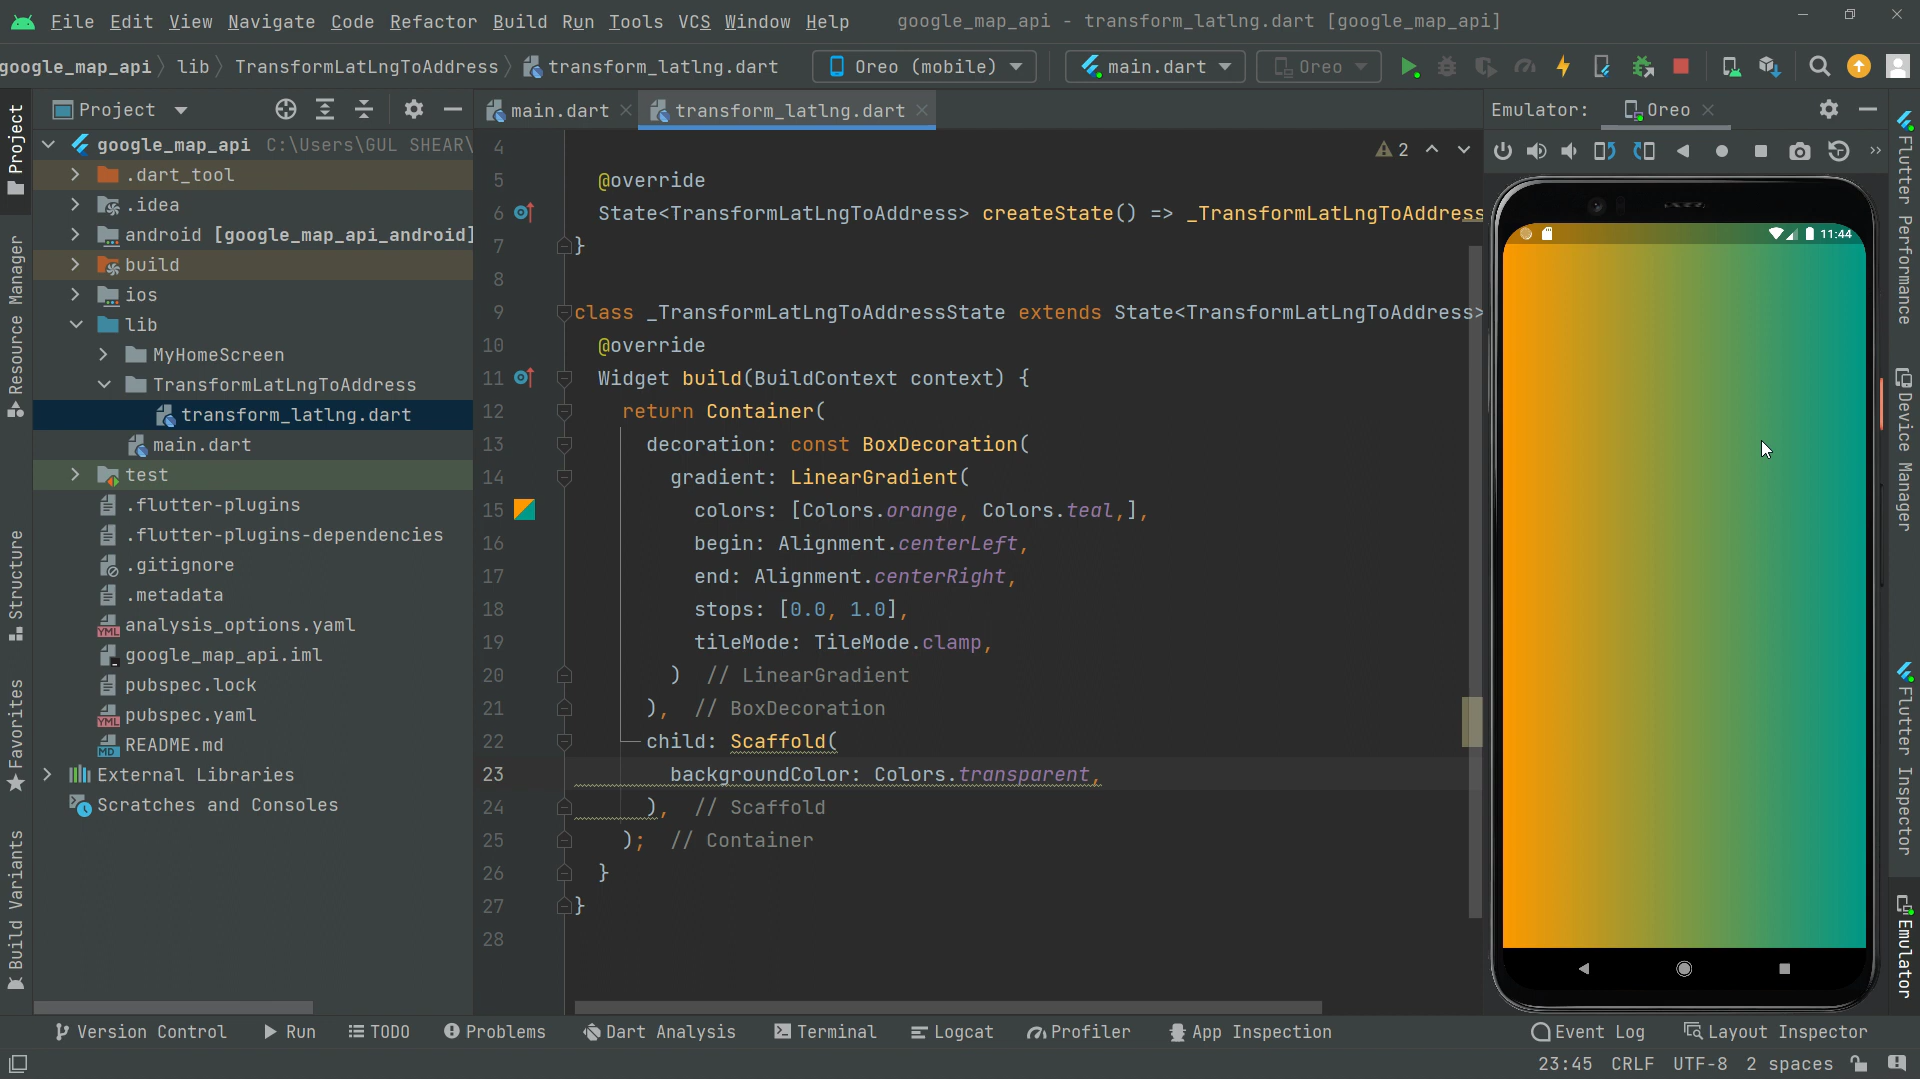 File Edit View Navigate Code Refactor Build Run Tools VCS Window Help google_map_api - transform_latlng.dart [google_map_api]
google_map_api lib TransformLatLngToAddress transform_latlng.dart Oreo (mobile) main.dart Oreo
Project
main.dart
transform_latlng.dart
Emulator: Oreo
google_map_api C:\Users\GUL SHEAR\
.dart_tool
.idea
android [google_map_api_android]
build
ios
lib
MyHomeScreen
TransformLatLngToAddress
transform_latlng.dart
main.dart
test
.flutter-plugins
.flutter-plugins-dependencies
.gitignore
.metadata
YML analysis_options.yaml
google_map_api.iml
pubspec.lock
YML pubspec.yaml
MD README.md
External Libraries
Scratches and Consoles
2
4
5 @override
6 State<TransformLatLngToAddress> createState() => _TransformLatLngToAddress
7 }
8
9 class _TransformLatLngToAddressState extends State<TransformLatLngToAddress>
10 @override
11 Widget build(BuildContext context) {
12 return Container(
13 decoration: const BoxDecoration(
14 gradient: LinearGradient(
15 colors: [Colors.orange, Colors.teal,],
16 begin: Alignment.centerLeft,
17 end: Alignment.centerRight,
18 stops: [0.0, 1.0],
19 tileMode: TileMode.clamp,
20 ) // LinearGradient
21 ), // BoxDecoration
22 child: Scaffold(
23 backgroundColor: Colors.transparent,
24 ), // Scaffold
25 ); // Container
26 }
27 }
28
11:44
Project
Resource Manager
Structure
Favorites
Build Variants
Flutter Performance
Device Manager
Flutter Inspector
Emulator
Version Control Run TODO Problems Dart Analysis Terminal Logcat Profiler App Inspection Event Log Layout Inspector
23:45 CRLF UTF-8 2 spaces